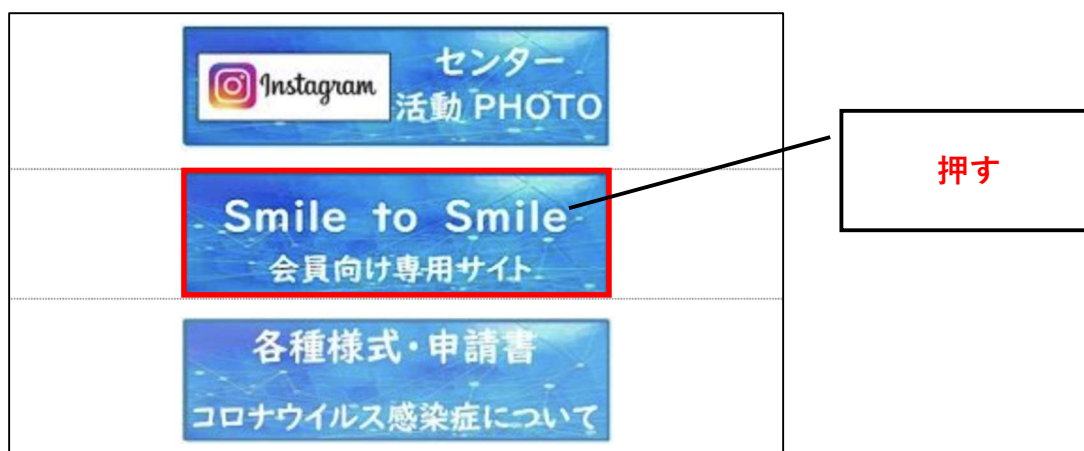 Instagram
センター
活動 PHOTO
押す
Smile to Smile
会員向け専用サイト
各種様式・申請書
コロナウイルス感染症について